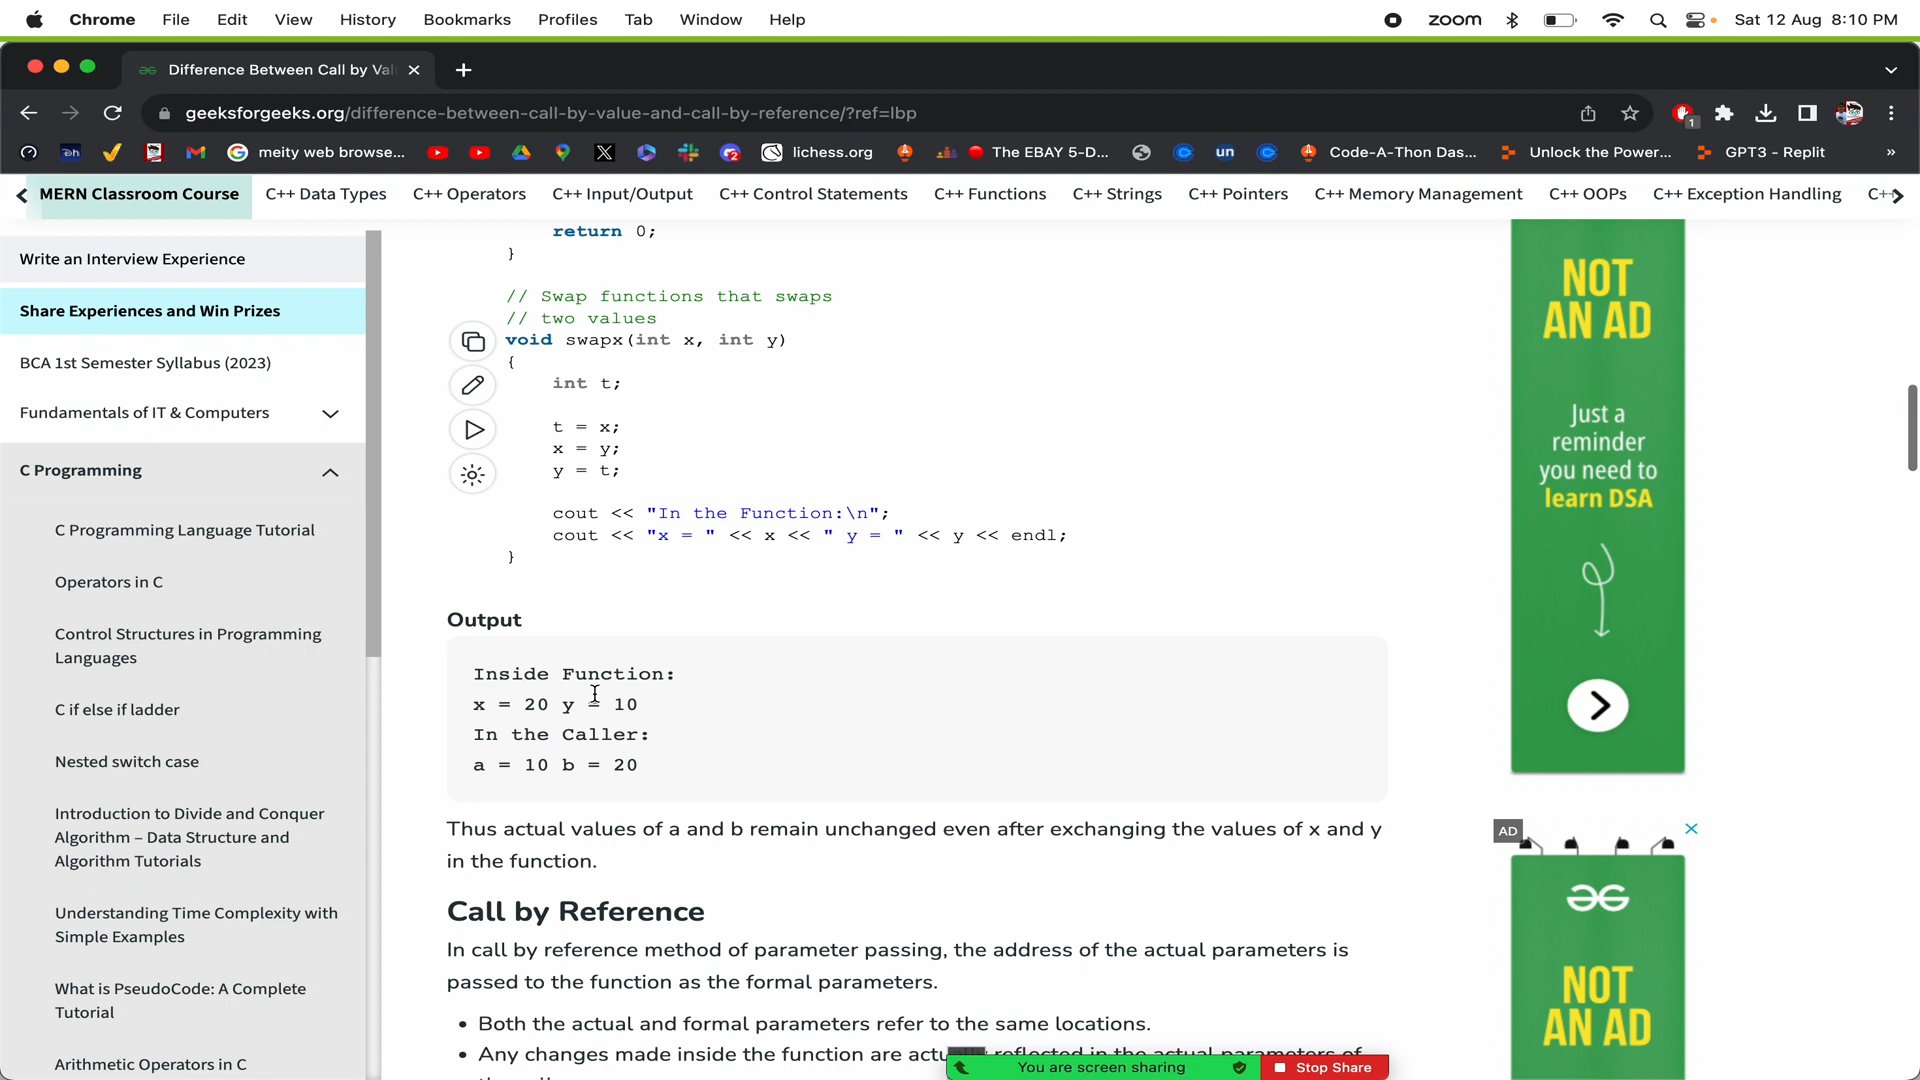 Chrome File Edit View History Bookmarks Profiles Tab Window Help zoom Sat 12 Aug 8:10 PM
Difference Between Call by Val
geeksforgeeks.org/difference-between-call-by-value-and-call-by-reference/?ref=lbp
meity web browse... lichess.org The EBAY 5-D... un Code-A-Thon Das... Unlock the Power... GPT3 - Replit »
MERN Classroom Course C++ Data Types C++ Operators C++ Input/Output C++ Control Statements C++ Functions C++ Strings C++ Pointers C++ Memory Management C++ OOPs C++ Exception Handling C++
Write an Interview Experience
Share Experiences and Win Prizes
BCA 1st Semester Syllabus (2023)
Fundamentals of IT & Computers
C Programming
C Programming Language Tutorial
Operators in C
Control Structures in Programming
Languages
C if else if ladder
Nested switch case
Introduction to Divide and Conquer
Algorithm – Data Structure and
Algorithm Tutorials
Understanding Time Complexity with
Simple Examples
What is PseudoCode: A Complete
Tutorial
Arithmetic Operators in C
return 0;
}
// Swap functions that swaps
// two values
void swapx(int x, int y)
{
int t;
t = x;
x = y;
y = t;
cout << "In the Function:\n";
cout << "x = " << x << " y = " << y << endl;
}
Output
Inside Function:
x = 20 y = 10
In the Caller:
a = 10 b = 20
Thus actual values of a and b remain unchanged even after exchanging the values of x and y
in the function.
Call by Reference
In call by reference method of parameter passing, the address of the actual parameters is
passed to the function as the formal parameters.
• Both the actual and formal parameters refer to the same locations.
• Any changes made inside the function are actually reflected in the actual parameters of
You are screen sharing Stop Share
NOT
AN AD
Just a
reminder
you need to
learn DSA
AD
NOT
AN AD